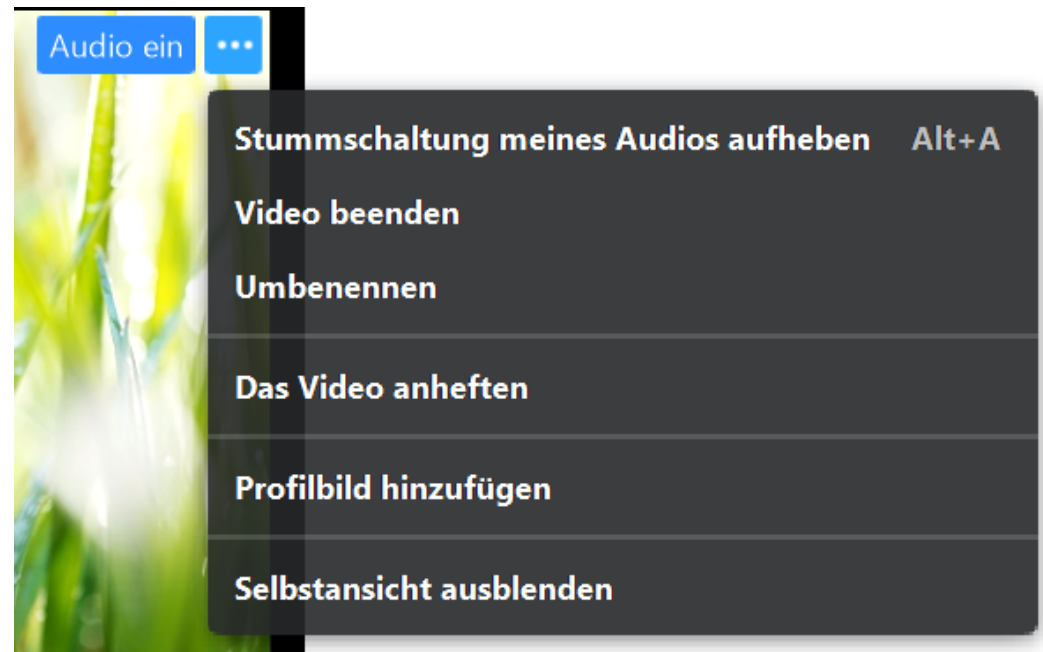 Audio ein ...
Stummschaltung meines Audios aufheben Alt+A
Video beenden
Umbenennen
Das Video anheften
Profilbild hinzufügen
Selbstansicht ausblenden